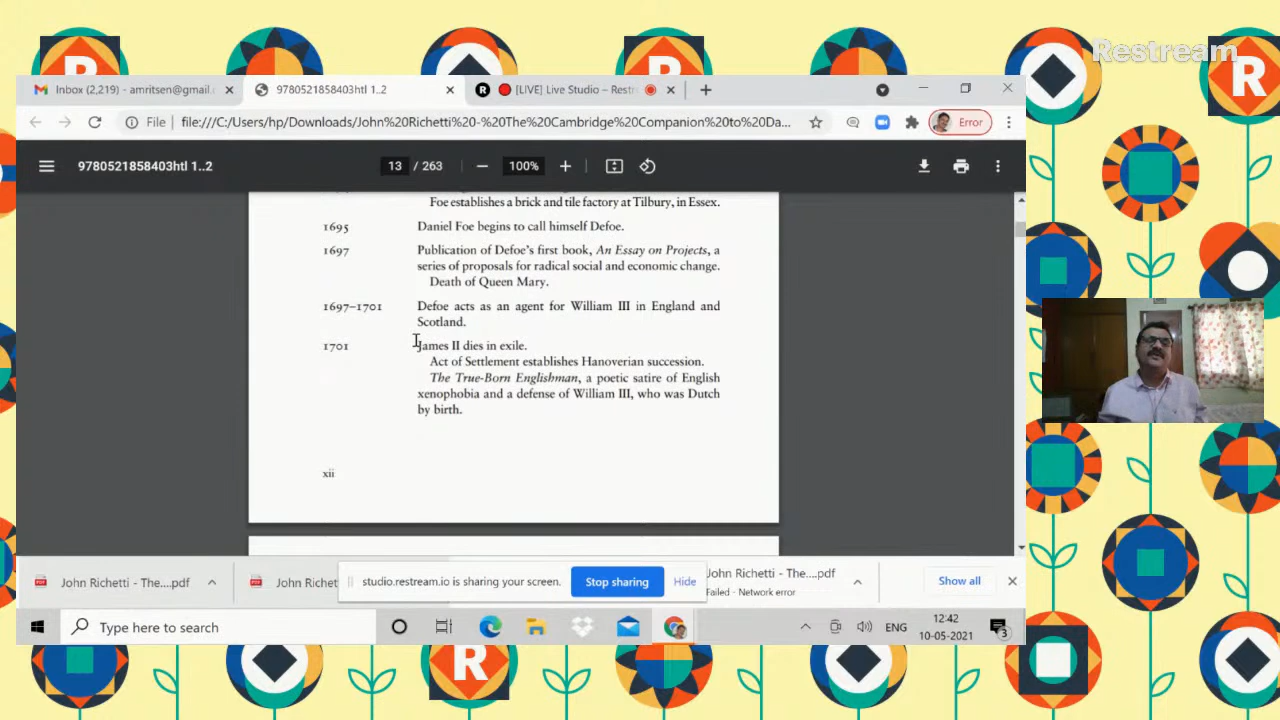 Restream
Inbox (2,219) - amritsen@gmail.
9780521858403htl 1..2
[LIVE] Live Studio – Restr
File
file:///C:/Users/hp/Downloads/John%20Richetti%20-%20The%20Cambridge%20Companion%20to%20Da...
Error
9780521858403htl 1..2
13 / 263
100%
Foe establishes a brick and tile factory at Tilbury, in Essex.
1695 Daniel Foe begins to call himself Defoe.
1697 Publication of Defoe's first book, An Essay on Projects, a
series of proposals for radical social and economic change.
Death of Queen Mary.
1697–1701 Defoe acts as an agent for William III in England and
Scotland.
1701 James II dies in exile.
Act of Settlement establishes Hanoverian succession.
The True-Born Englishman, a poetic satire of English
xenophobia and a defense of William III, who was Dutch
by birth.
xii
John Richetti - The....pdf
John Richet
studio.restream.io is sharing your screen.
Stop sharing
Hide
John Richetti - The....pdf
Failed - Network error
Show all
Type here to search
ENG
12:42
10-05-2021
3
R
R
R
R
R